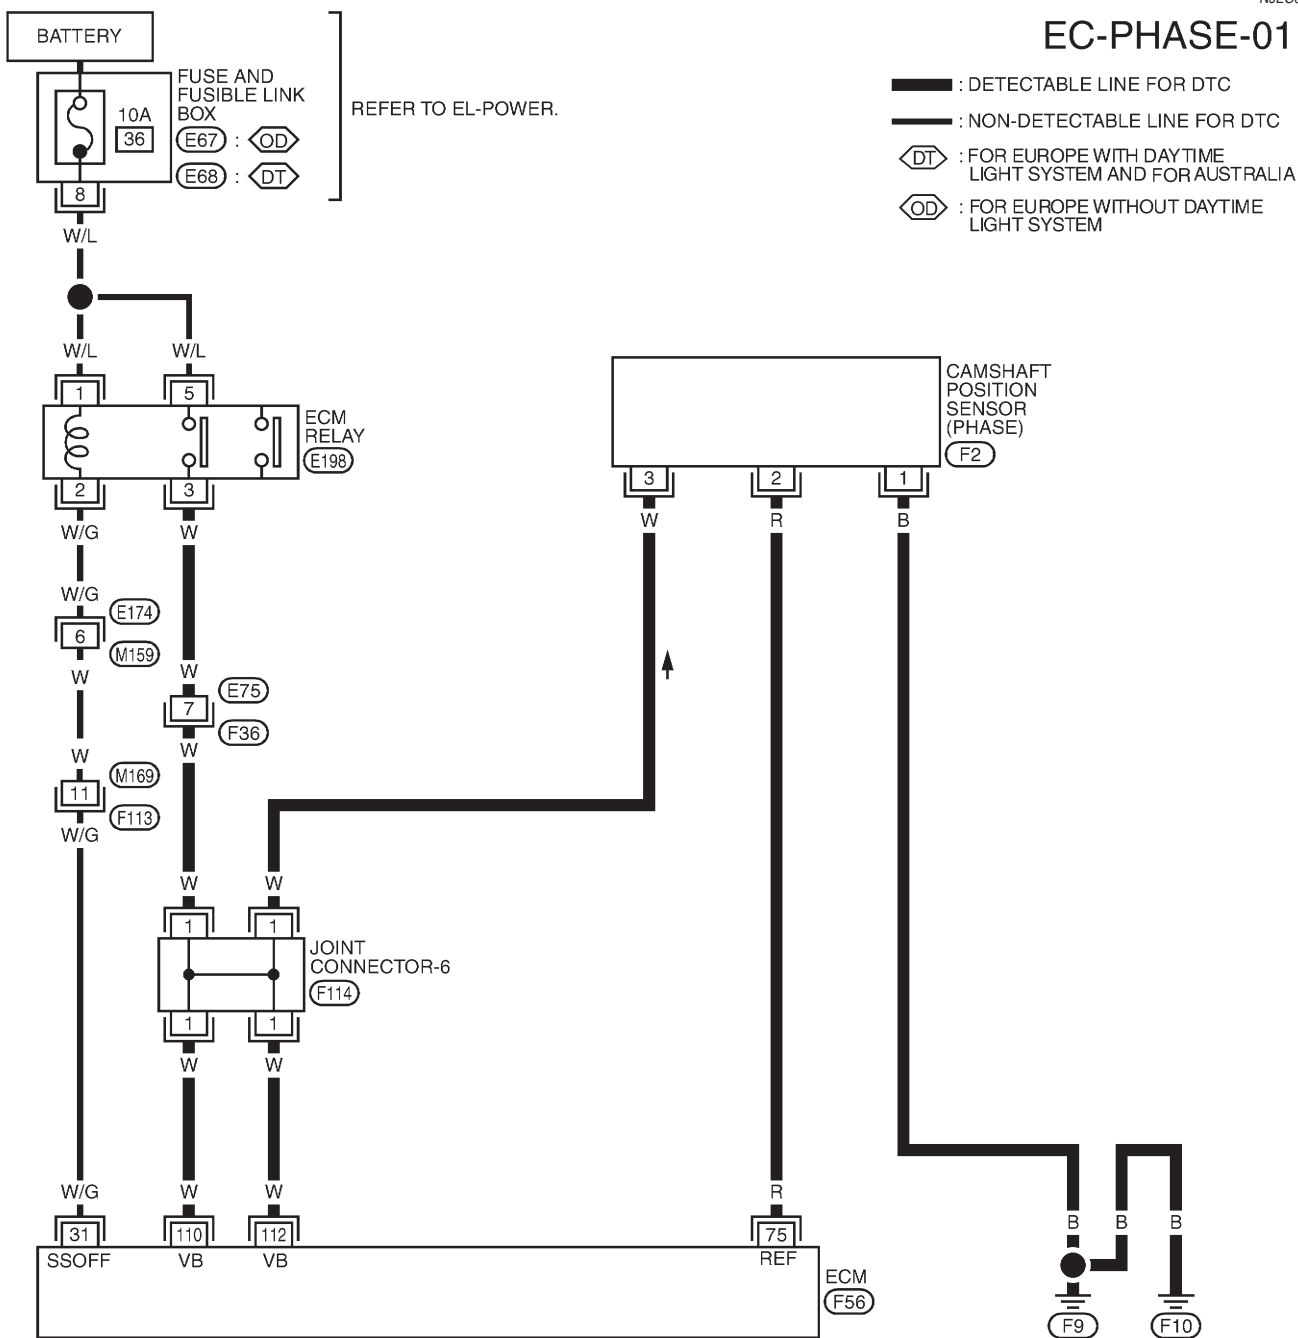 EC-PHASE-01
BATTERY
FUSE AND
FUSIBLE LINK
BOX
10A
36
E67 : OD
E68 : DT
8
REFER TO EL-POWER.
: DETECTABLE LINE FOR DTC
: NON-DETECTABLE LINE FOR DTC
DT : FOR EUROPE WITH DAYTIME
LIGHT SYSTEM AND FOR AUSTRALIA
OD : FOR EUROPE WITHOUT DAYTIME
LIGHT SYSTEM
W/L
W/L W/L
1 5
ECM
RELAY
E198
2 3
W/G W
CAMSHAFT
POSITION
SENSOR
(PHASE)
F2
3 2 1
W R B
W/G
E174
6
M159
W
W
E75
7
F36
W
W
M169
11
F113
W/G
W W
1 1
JOINT
CONNECTOR-6
F114
1 1
W W
W/G W W R
31 110 112 75
SSOFF VB VB REF
ECM
F56
B B B
F9 F10